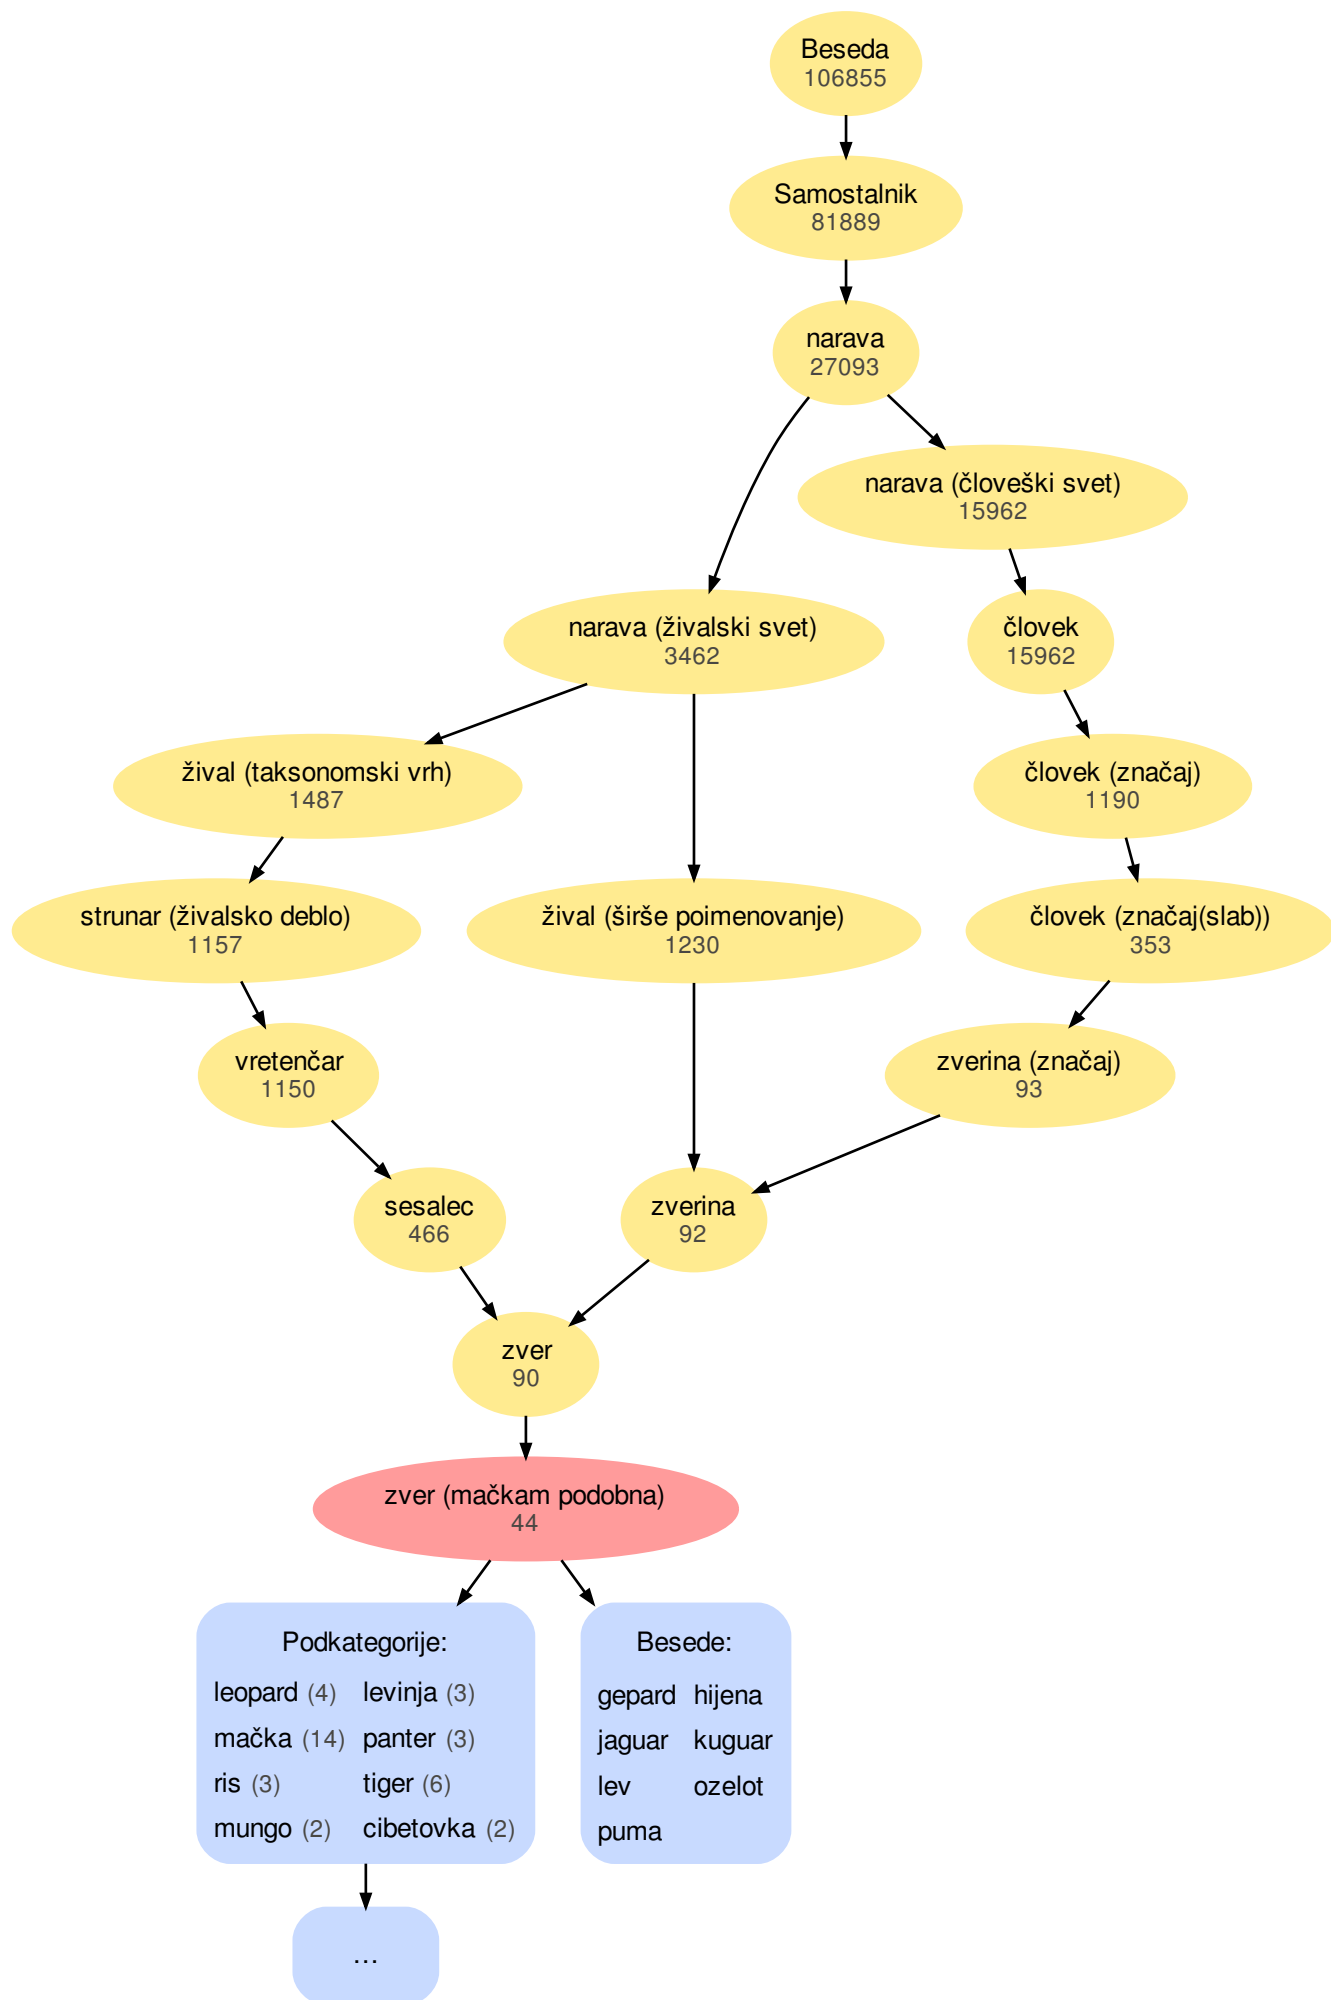 Beseda
106855
Samostalnik
81889
narava
27093
narava (človeški svet)
15962
narava (živalski svet)
3462
človek
15962
žival (taksonomski vrh)
1487
človek (značaj)
1190
strunar (živalsko deblo)
1157
žival (širše poimenovanje)
1230
človek (značaj(slab))
353
vretenčar
1150
zverina (značaj)
93
sesalec
466
zverina
92
zver
90
zver (mačkam podobna)
44
Podkategorije:
leopard (4) levinja (3)
mačka (14) panter (3)
ris (3) tiger (6)
mungo (2) cibetovka (2)
Besede:
gepard hijena
jaguar kuguar
lev ozelot
puma
...